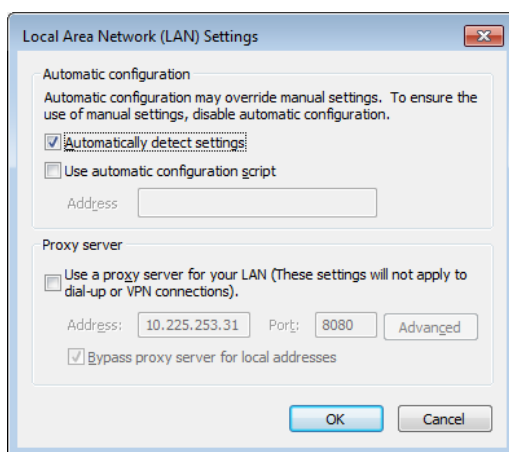 Local Area Network (LAN) Settings
Automatic configuration
Automatic configuration may override manual settings. To ensure the
use of manual settings, disable automatic configuration.
Automatically detect settings
Use automatic configuration script
Address
Proxy server
Use a proxy server for your LAN (These settings will not apply to
dial-up or VPN connections).
Address: 10.225.253.31 Port: 8080 Advanced
Bypass proxy server for local addresses
OK Cancel